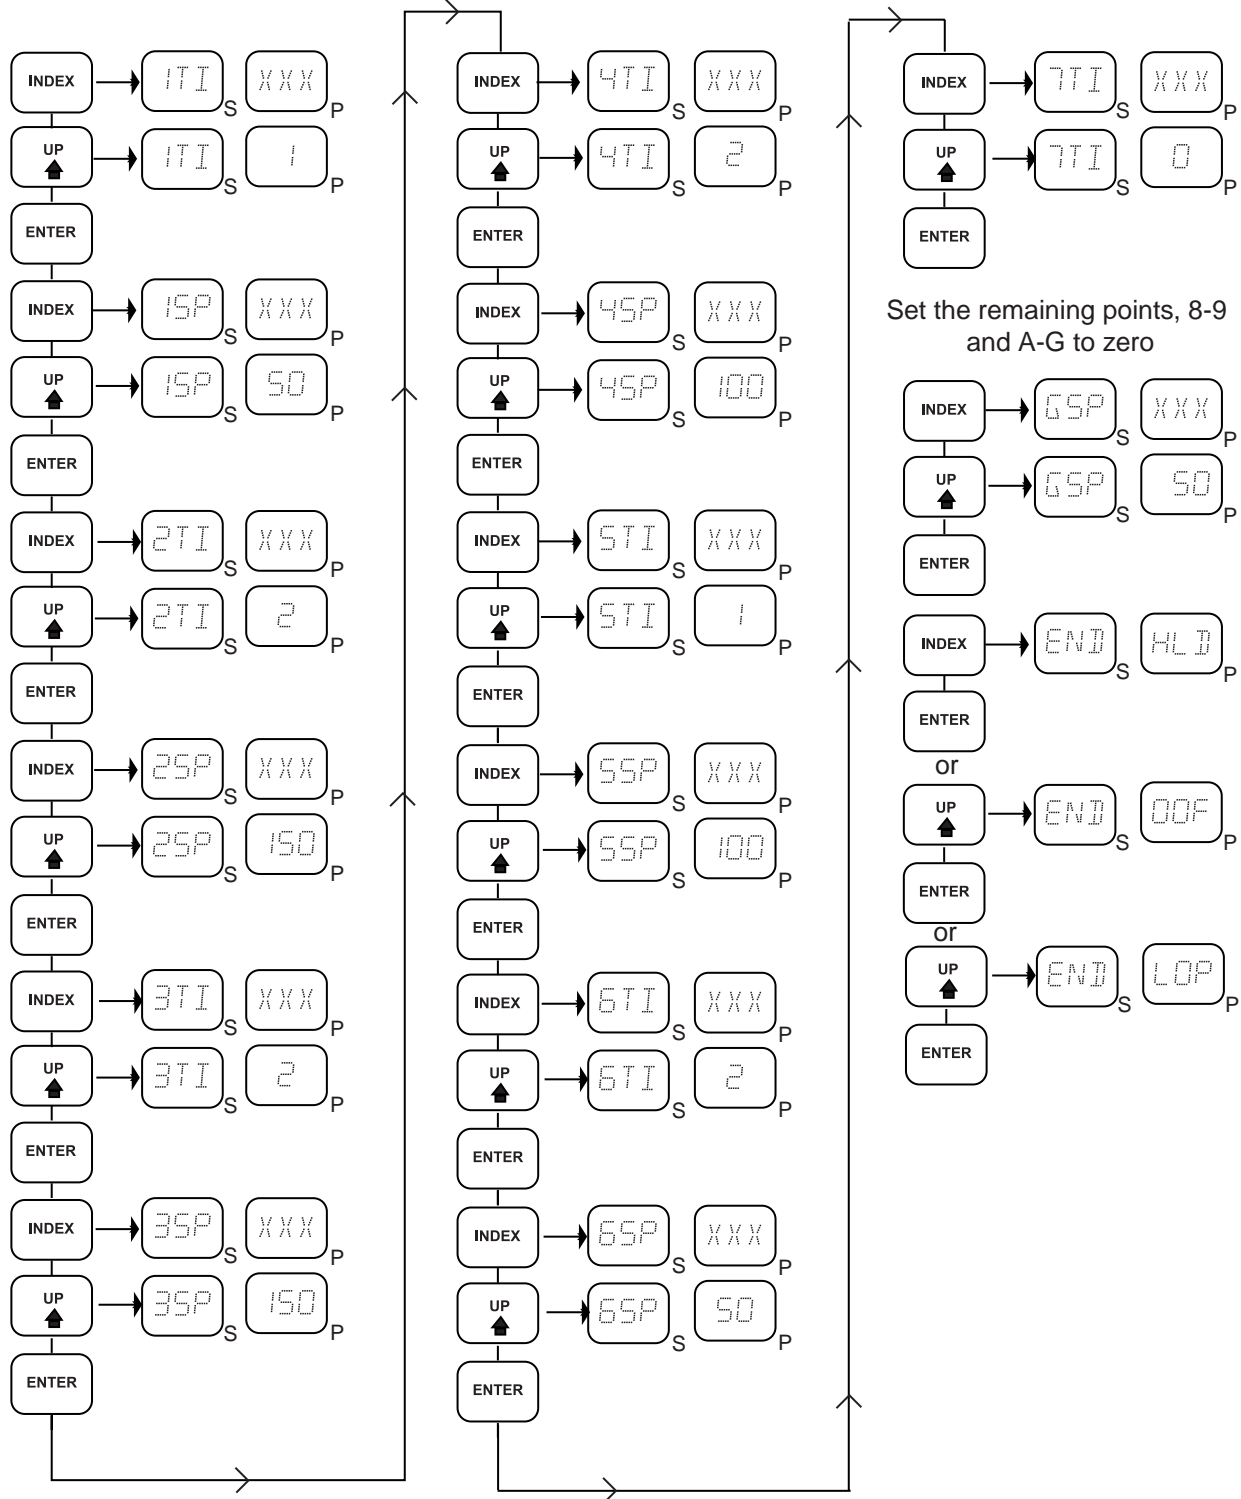 INDEX 1TI S XXX P
UP 1TI S 1 P
ENTER
INDEX 1SP S XXX P
UP 1SP S 50 P
ENTER
INDEX 2TI S XXX P
UP 2TI S 2 P
ENTER
INDEX 2SP S XXX P
UP 2SP S 150 P
ENTER
INDEX 3TI S XXX P
UP 3TI S 2 P
ENTER
INDEX 3SP S XXX P
UP 3SP S 150 P
ENTER
INDEX 4TI S XXX P
UP 4TI S 2 P
ENTER
INDEX 4SP S XXX P
UP 4SP S 100 P
ENTER
INDEX 5TI S XXX P
UP 5TI S 1 P
ENTER
INDEX 5SP S XXX P
UP 5SP S 100 P
ENTER
INDEX 6TI S XXX P
UP 6TI S 2 P
ENTER
INDEX 6SP S XXX P
UP 6SP S 50 P
ENTER
INDEX 7TI S XXX P
UP 7TI S 0 P
ENTER
Set the remaining points, 8-9
and A-G to zero
INDEX GSP S XXX P
UP GSP S 50 P
ENTER
INDEX END S HLD P
ENTER
or
UP END S OOF P
ENTER
or
UP END S LOP P
ENTER